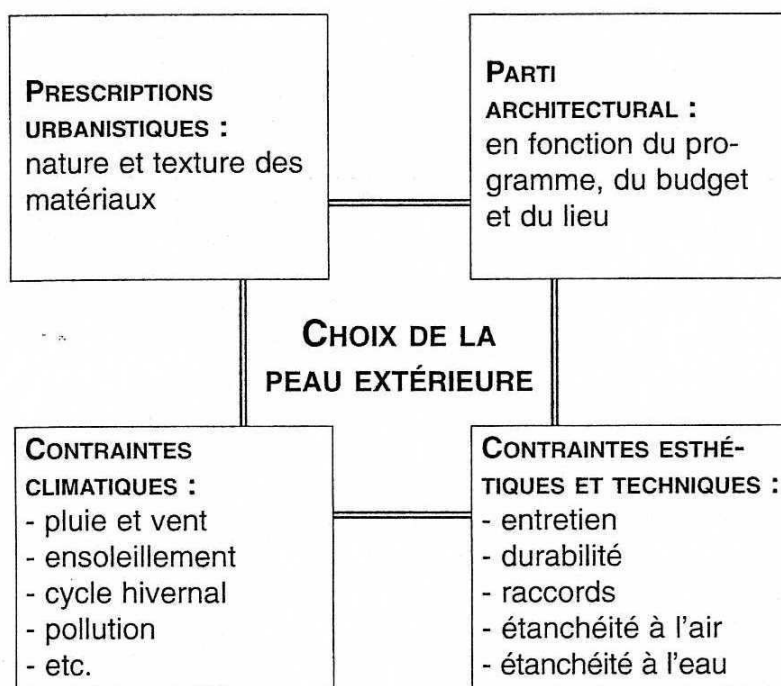 PRESCRIPTIONS
URBANISTIQUES :
nature et texture des
matériaux
PARTI
ARCHITECTURAL :
en fonction du pro-
gramme, du budget
et du lieu
CHOIX DE LA
PEAU EXTÉRIEURE
CONTRAINTES
CLIMATIQUES :
- pluie et vent
- ensoleillement
- cycle hivernal
- pollution
- etc.
CONTRAINTES ESTHÉ-
TIQUES ET TECHNIQUES :
- entretien
- durabilité
- raccords
- étanchéité à l'air
- étanchéité à l'eau